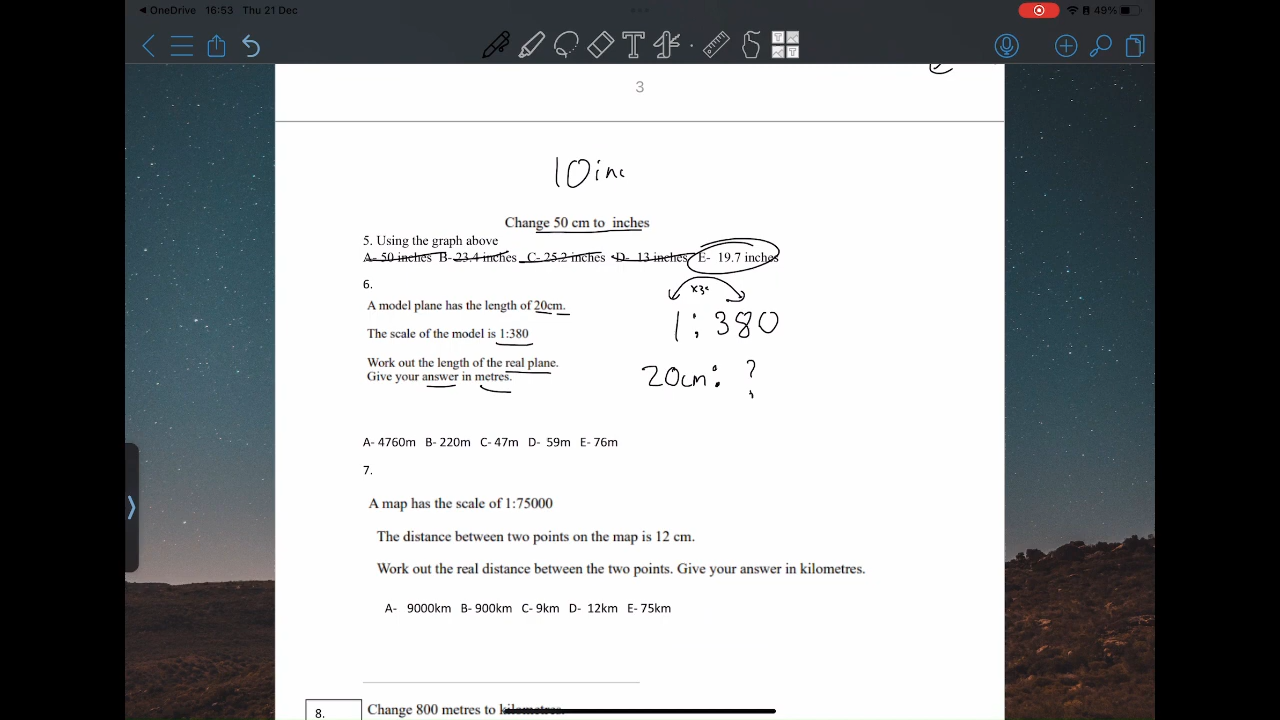 OneDrive 16:53 Thu 21 Dec 49%
3
10inc
Change 50 cm to inches
5. Using the graph above
A- 50 inches B- 23.4 inches C- 25.2 inches D- 13 inches E- 19.7 inches
6.
A model plane has the length of 20cm.
x3
1:380
The scale of the model is 1:380
Work out the length of the real plane.
Give your answer in metres.
20cm: ?
A- 4760m B- 220m C- 47m D- 59m E- 76m
7.
A map has the scale of 1:75000
The distance between two points on the map is 12 cm.
Work out the real distance between the two points. Give your answer in kilometres.
A- 9000km B- 900km C- 9km D- 12km E- 75km
8. Change 800 metres to kilometres.